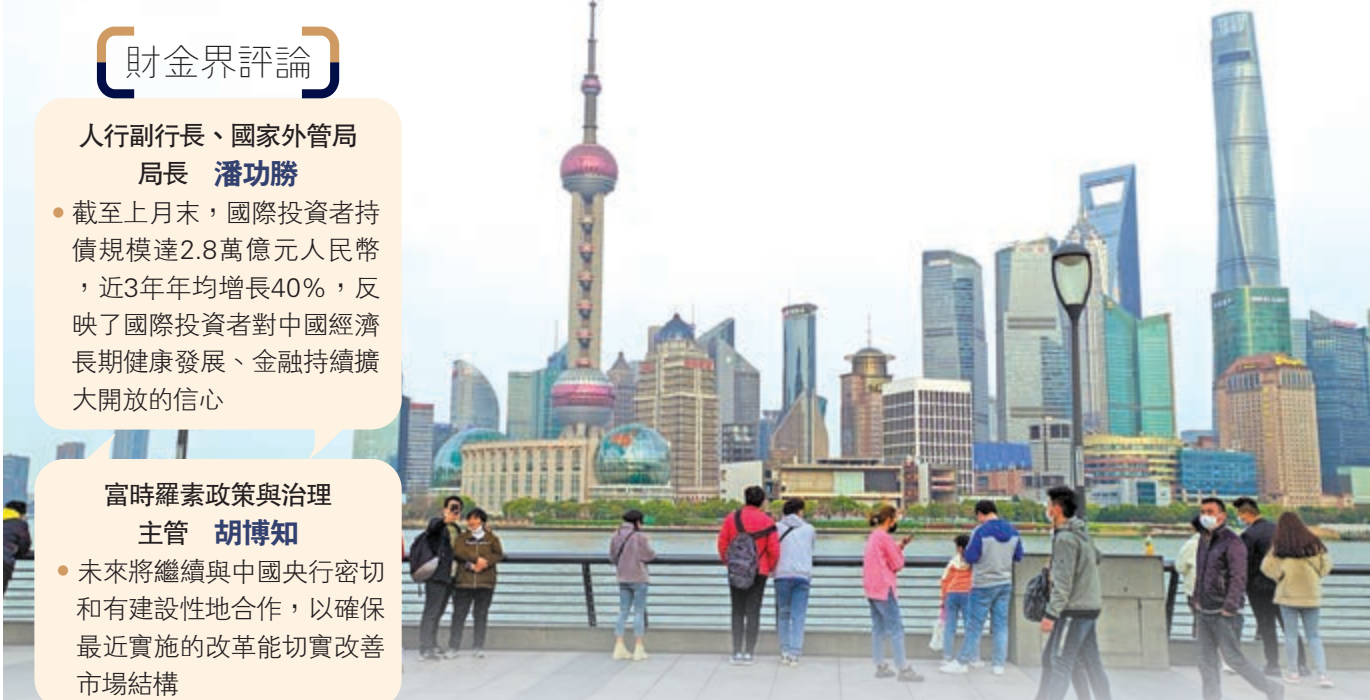 財金界評論
人行副行長、國家外管局
局長 潘功勝
• 截至上月末，國際投資者持
債規模達2.8萬億元人民幣
，近3年年均增長40%，反
映了國際投資者對中國經濟
長期健康發展、金融持續擴
大開放的信心
富時羅素政策與治理
主管 胡博知
• 未來將繼續與中國央行密切
和有建設性地合作，以確保
最近實施的改革能切實改善
市場結構